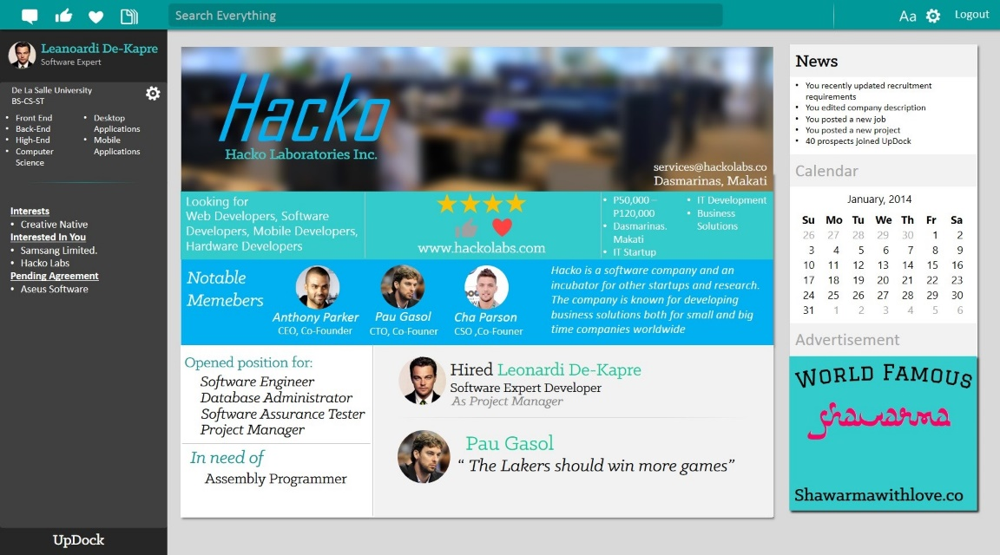 Search Everything
Aa
Logout
Leanoardi De-Kapre
Software Expert
De La Salle University
BS-CS-ST
• Front End
• Back-End
• High-End
• Computer
Science
• Desktop
Applications
• Mobile
Applications
Interests
• Creative Native
Interested In You
• Samsang Limited.
• Hacko Labs
Pending Agreement
• Aseus Software
UpDock
Hacko
Hacko Laboratories Inc.
services@hackolabs.co
Dasmarinas, Makati
Looking for
Web Developers, Software
Developers, Mobile Developers,
Hardware Developers
www.hackolabs.com
• P50,000 –
P120,000
• Dasmarinas.
Makati
• IT Startup
• IT Development
• Business
Solutions
Notable
Memebers
Anthony Parker
CEO, Co-Founder
Pau Gasol
CTO, Co-Founer
Cha Parson
CSO ,Co-Founer
Hacko is a software company and an
incubator for other startups and research.
The company is known for developing
business solutions both for small and big
time companies worldwide
Opened position for:
Software Engineer
Database Administrator
Software Assurance Tester
Project Manager
In need of
Assembly Programmer
Hired Leonardi De-Kapre
Software Expert Developer
As Project Manager
Pau Gasol
“ The Lakers should win more games”
News
• You recently updated recruitment
requirements
• You edited company description
• You posted a new job
• You posted a new project
• 40 prospects joined UpDock
Calendar
January, 2014
Su Mo Tu We Th Fr Sa
26 27 28 29 30 1 2
3 4 5 6 7 8 9
10 11 12 13 14 15 16
17 18 19 20 21 22 23
24 25 26 27 28 29 30
31 1 2 3 4 5 6
Advertisement
World Famous
shawarma
Shawarmawithlove.co